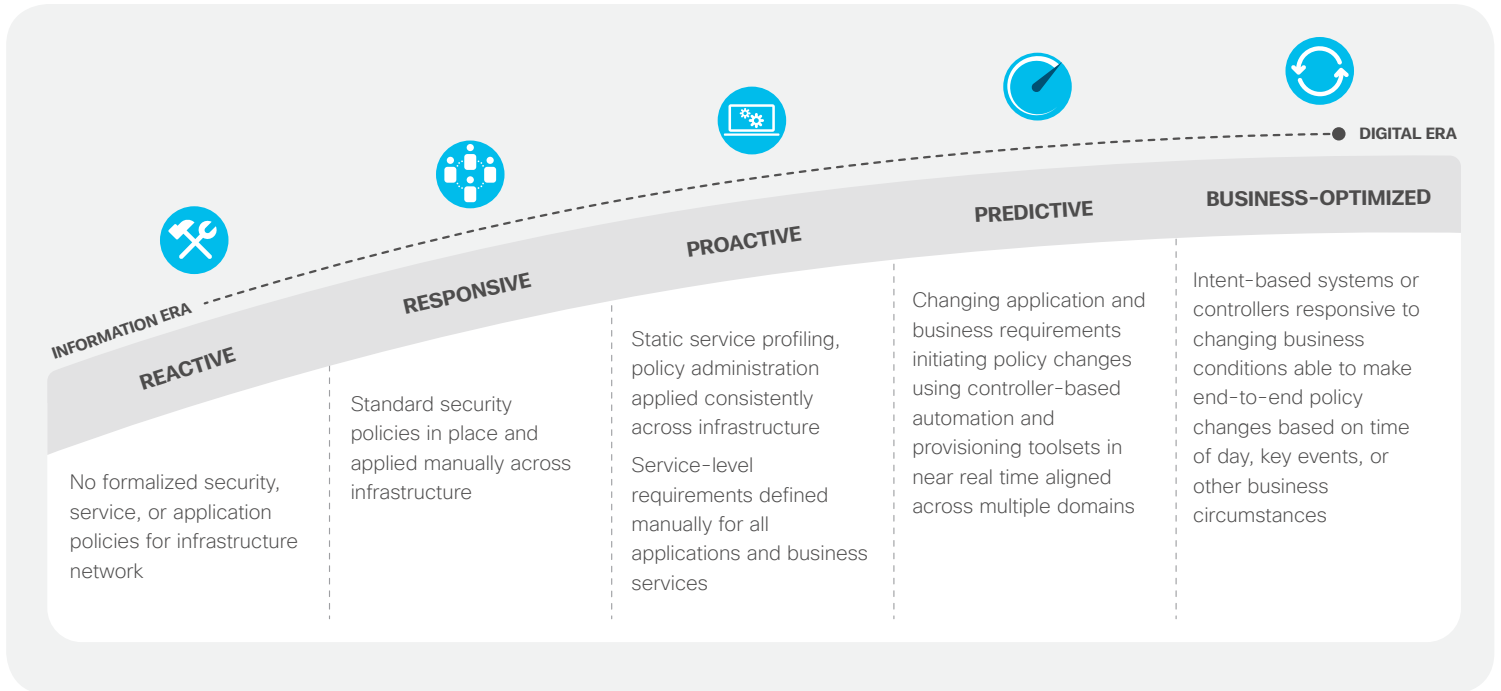 INFORMATION ERA
DIGITAL ERA
REACTIVE
No formalized security,
service, or application
policies for infrastructure
network
RESPONSIVE
Standard security
policies in place and
applied manually across
infrastructure
PROACTIVE
Static service profiling,
policy administration
applied consistently
across infrastructure
Service-level
requirements defined
manually for all
applications and business
services
PREDICTIVE
Changing application and
business requirements
initiating policy changes
using controller-based
automation and
provisioning toolsets in
near real time aligned
across multiple domains
BUSINESS-OPTIMIZED
Intent-based systems or
controllers responsive to
changing business
conditions able to make
end-to-end policy
changes based on time
of day, key events, or
other business
circumstances